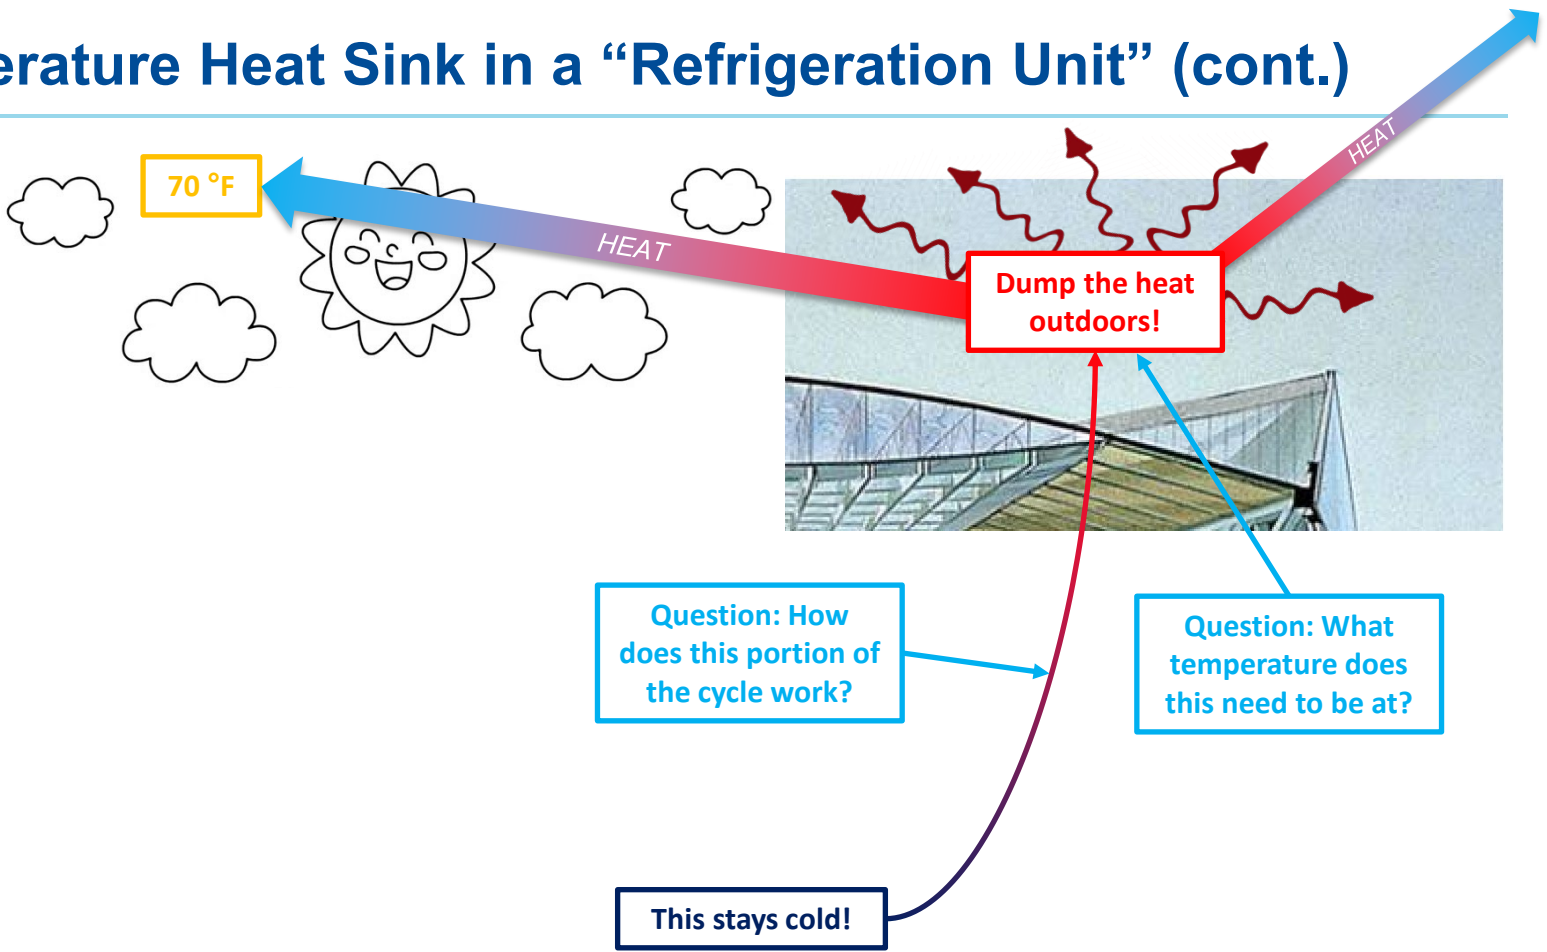 erature Heat Sink in a “Refrigeration Unit” (cont.)
70 °F
HEAT
HEAT
Dump the heat
outdoors!
Question: How
does this portion of
the cycle work?
Question: What
temperature does
this need to be at?
This stays cold!